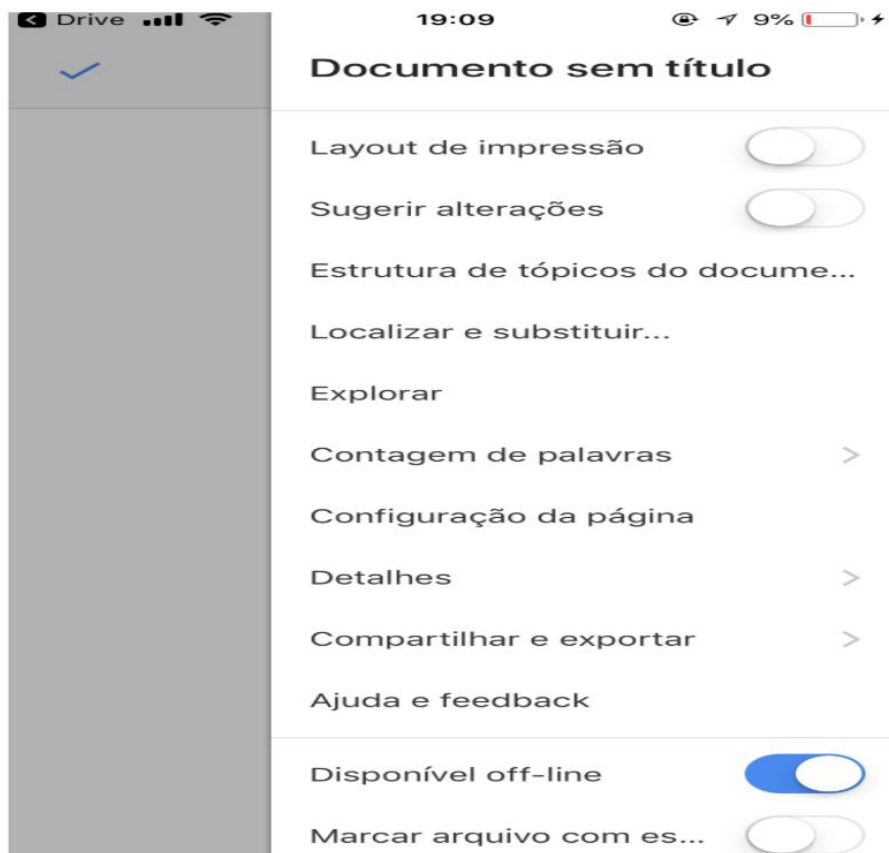 Drive 19:09 9%
Documento sem título
Layout de impressão
Sugerir alterações
Estrutura de tópicos do docume...
Localizar e substituir...
Explorar
Contagem de palavras
Configuração da página
Detalhes
Compartilhar e exportar
Ajuda e feedback
Disponível off-line
Marcar arquivo com es...